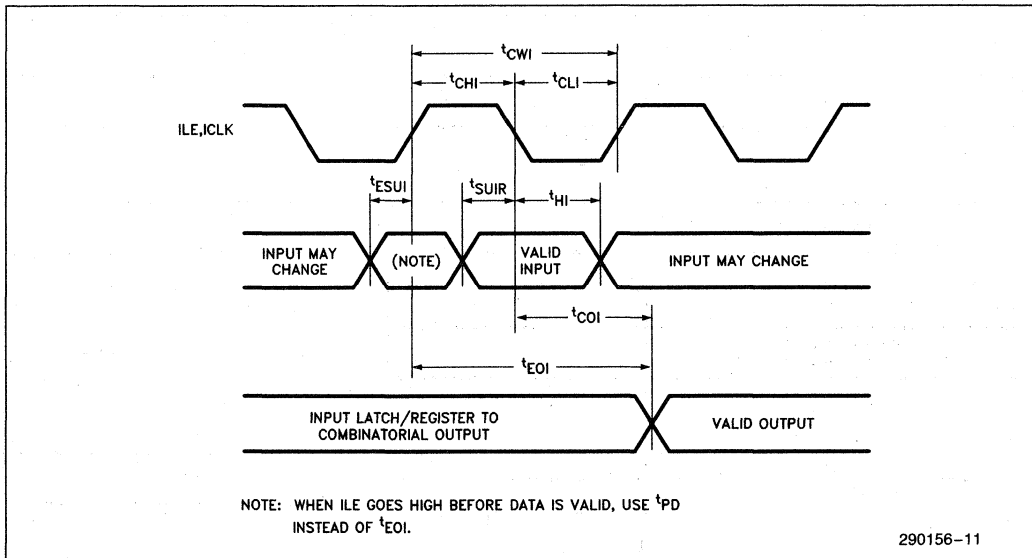 tCWI
tCHI tCLI
ILE,ICLK
tESUI tSUIR tHI
INPUT MAY
CHANGE
(NOTE)
VALID
INPUT
INPUT MAY CHANGE
tCOI
tEOI
INPUT LATCH/REGISTER TO
COMBINATORIAL OUTPUT
VALID OUTPUT
NOTE: WHEN ILE GOES HIGH BEFORE DATA IS VALID, USE tPD
INSTEAD OF tEOI.
290156–11